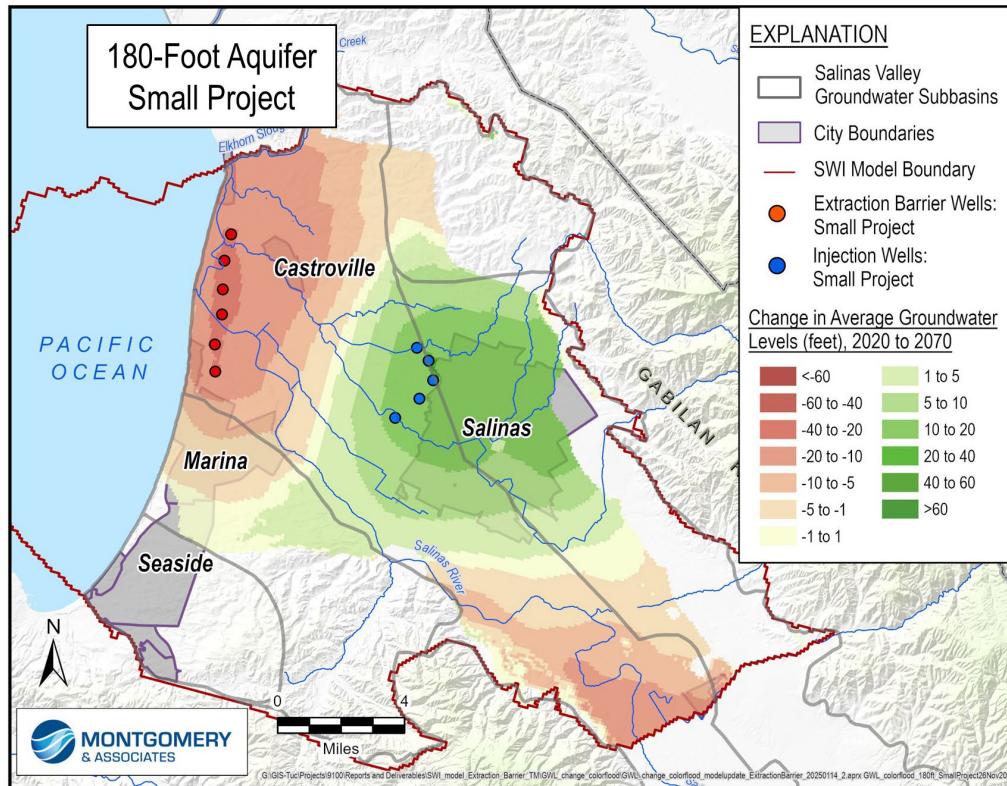 180-Foot Aquifer
Small Project
Creek
Elkhorn Slough
Castroville
PACIFIC
OCEAN
Salinas
Marina
Seaside
Salinas River
GABILAN
N
0
4
Miles
MONTGOMERY
& ASSOCIATES
EXPLANATION
Salinas Valley
Groundwater Subbasins
City Boundaries
SWI Model Boundary
Extraction Barrier Wells:
Small Project
Injection Wells:
Small Project
Change in Average Groundwater
Levels (feet), 2020 to 2070
<-60
-60 to -40
-40 to -20
-20 to -10
-10 to -5
-5 to -1
-1 to 1
1 to 5
5 to 10
10 to 20
20 to 40
40 to 60
>60